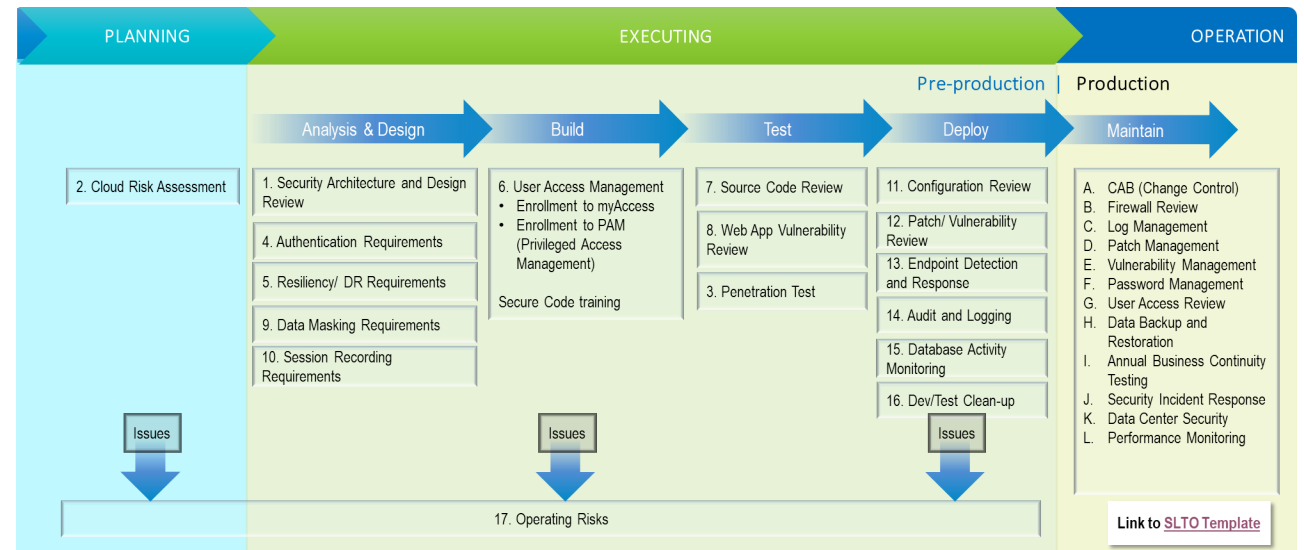 PLANNING
EXECUTING
OPERATION
Pre-production | Production
Analysis & Design
Build
Test
Deploy
Maintain
2. Cloud Risk Assessment
1. Security Architecture and Design
Review
4. Authentication Requirements
5. Resiliency/ DR Requirements
9. Data Masking Requirements
10. Session Recording
Requirements
6. User Access Management
• Enrollment to myAccess
• Enrollment to PAM
(Privileged Access
Management)
Secure Code training
7. Source Code Review
8. Web App Vulnerability
Review
3. Penetration Test
11. Configuration Review
12. Patch/ Vulnerability
Review
13. Endpoint Detection
and Response
14. Audit and Logging
15. Database Activity
Monitoring
16. Dev/Test Clean-up
A. CAB (Change Control)
B. Firewall Review
C. Log Management
D. Patch Management
E. Vulnerability Management
F. Password Management
G. User Access Review
H. Data Backup and
Restoration
I. Annual Business Continuity
Testing
J. Security Incident Response
K. Data Center Security
L. Performance Monitoring
Issues
Issues
Issues
17. Operating Risks
Link to SLTO Template